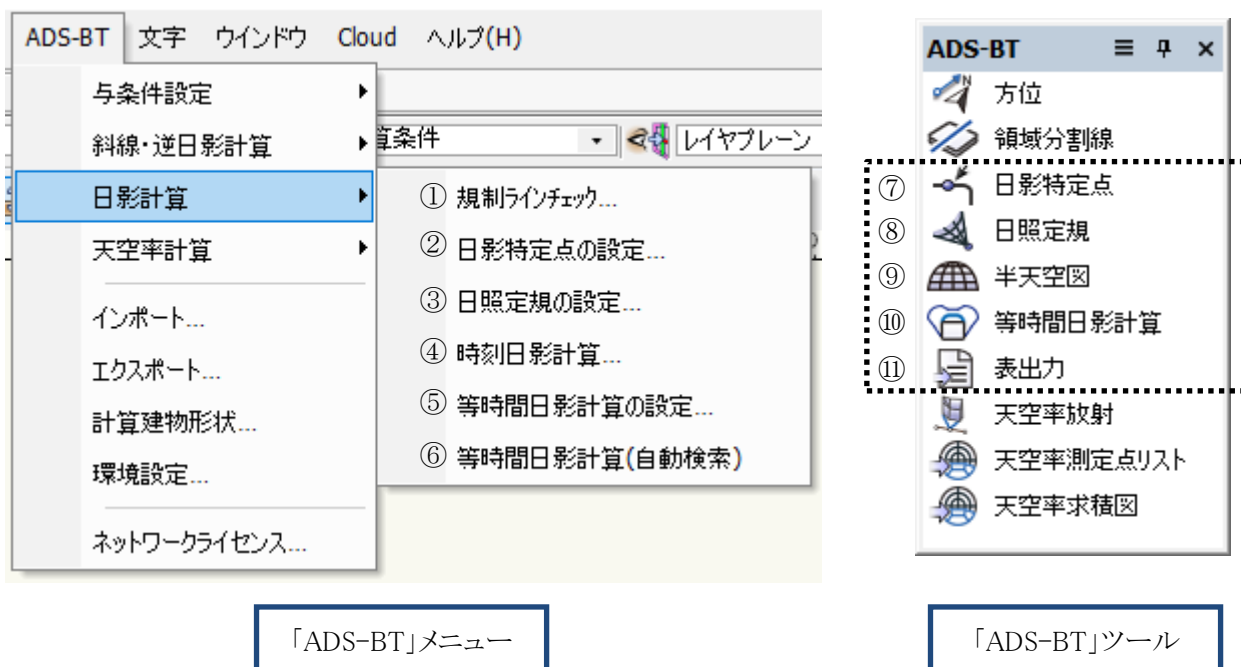 ADS-BT 文字 ウインドウ Cloud ヘルプ(H)
与条件設定
斜線・逆日影計算
日影計算
天空率計算
インポート...
エクスポート...
計算建物形状...
環境設定...
ネットワークライセンス...
算条件
レイヤプレーン
① 規制ラインチェック...
② 日影特定点の設定...
③ 日照定規の設定...
④ 時刻日影計算...
⑤ 等時間日影計算の設定...
⑥ 等時間日影計算(自動検索)
「ADS-BT」メニュー
ADS-BT
方位
領域分割線
⑦ 日影特定点
⑧ 日照定規
⑨ 半天空図
⑩ 等時間日影計算
⑪ 表出力
天空率放射
天空率測定点リスト
天空率求積図
「ADS-BT」ツール